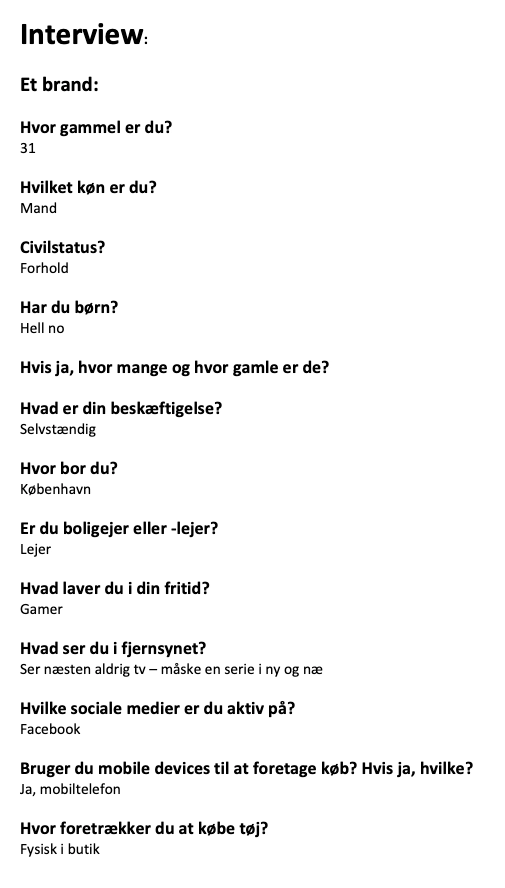 Interview:
Et brand:
Hvor gammel er du?
31
Hvilket køn er du?
Mand
Civilstatus?
Forhold
Har du børn?
Hell no
Hvis ja, hvor mange og hvor gamle er de?
Hvad er din beskæftigelse?
Selvstændig
Hvor bor du?
København
Er du boligejer eller -lejer?
Lejer
Hvad laver du i din fritid?
Gamer
Hvad ser du i fjernsynet?
Ser næsten aldrig tv – måske en serie i ny og næ
Hvilke sociale medier er du aktiv på?
Facebook
Bruger du mobile devices til at foretage køb? Hvis ja, hvilke?
Ja, mobiltelefon
Hvor foretrækker du at købe tøj?
Fysisk i butik